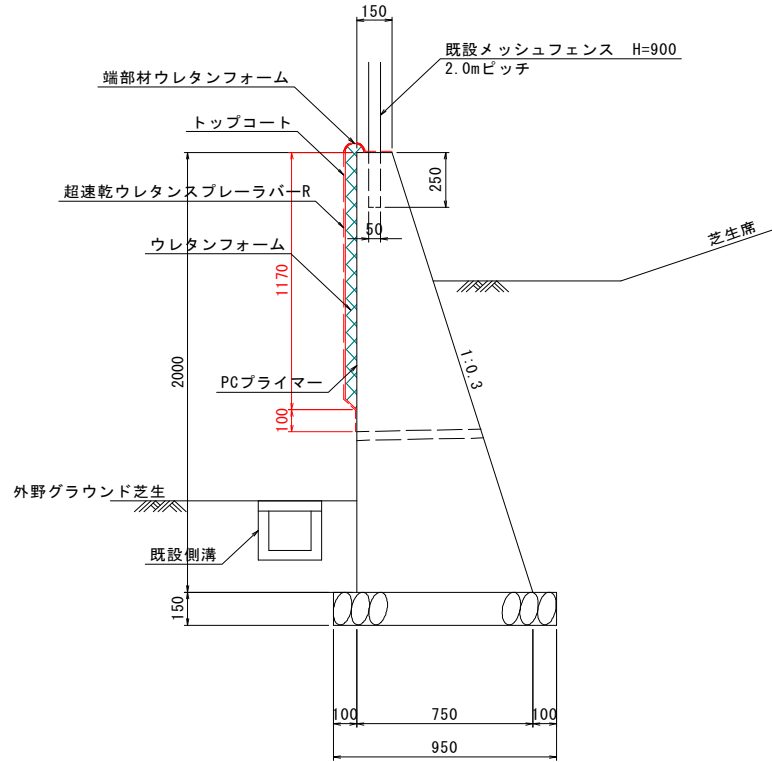 150
既設メッシュフェンス H=900
2.0mピッチ
端部材ウレタンフォーム
トップコート
250
超速乾ウレタンスプレーラバーR
50
芝生席
ウレタンフォーム
1170
2000
1:0.3
PCプライマー
100
外野グラウンド芝生
既設側溝
150
100
750
100
950